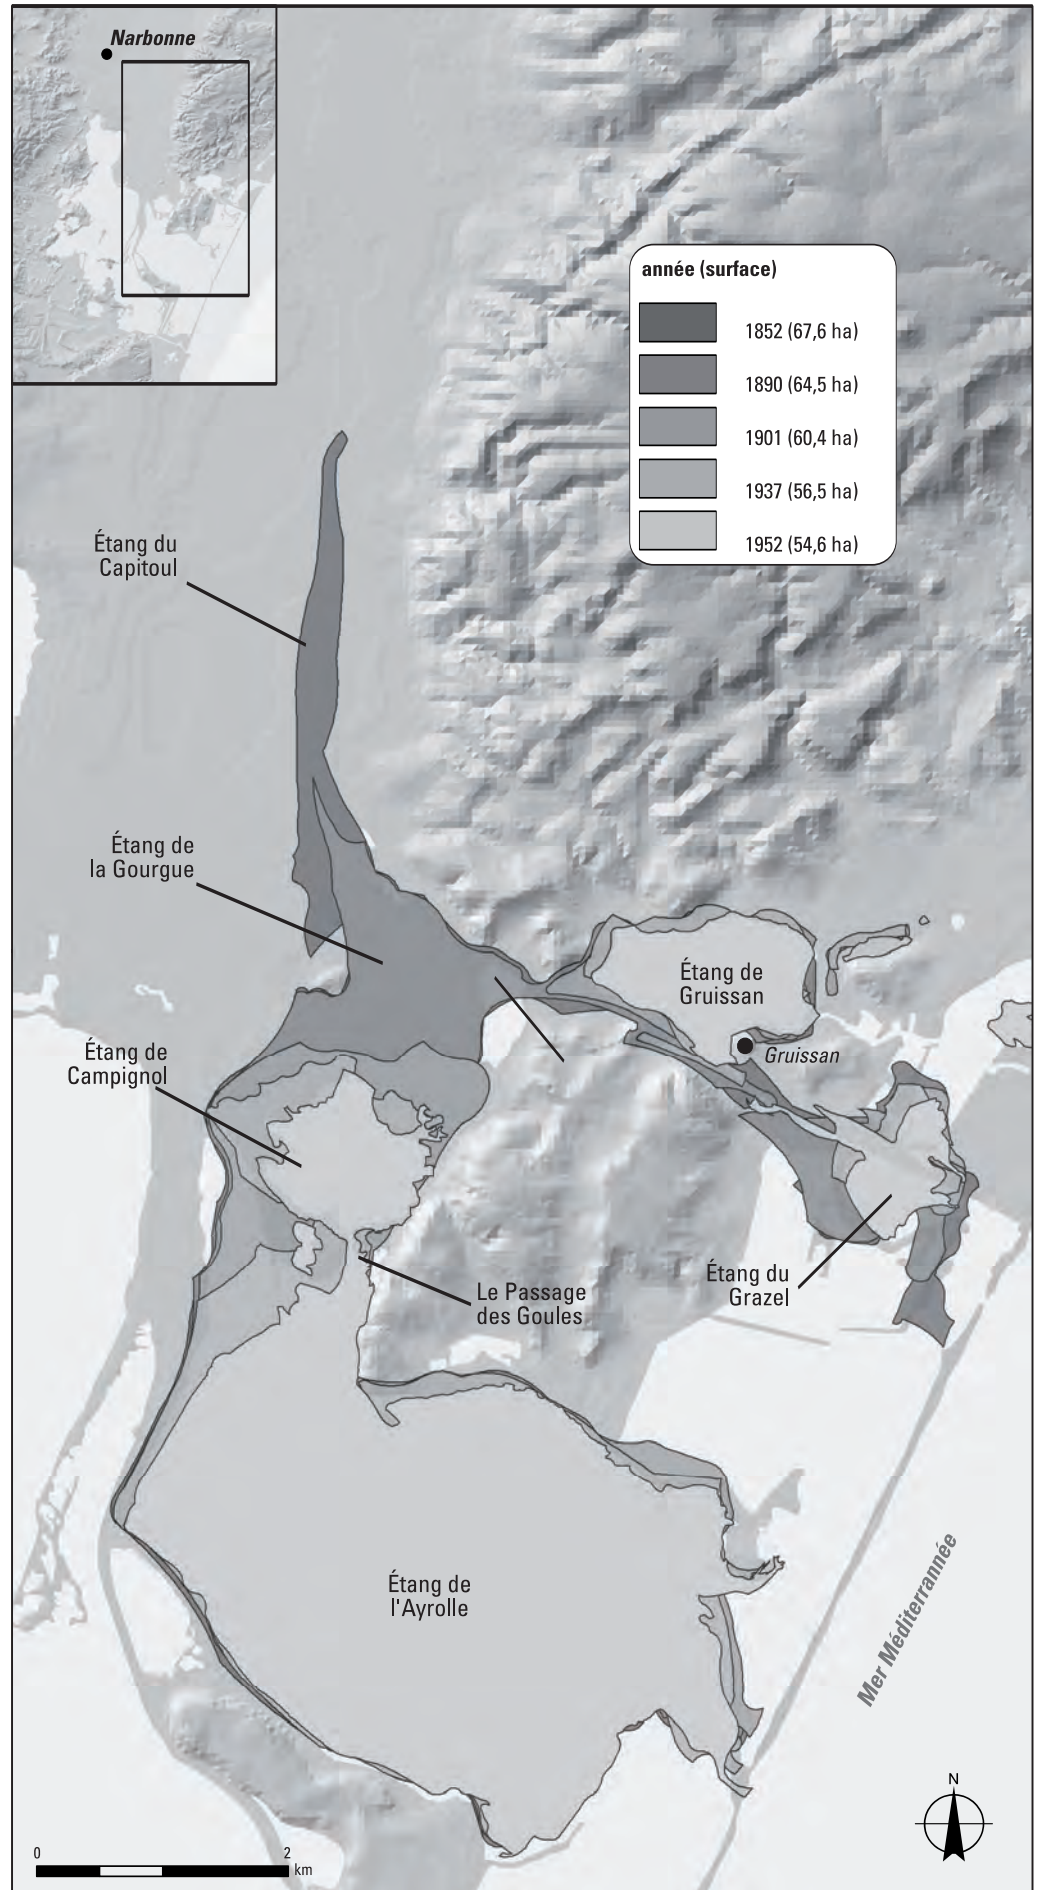 Narbonne
année (surface)
1852 (67,6 ha)
1890 (64,5 ha)
1901 (60,4 ha)
1937 (56,5 ha)
1952 (54,6 ha)
Étang du
Capitoul
Étang de
la Gourgue
Étang de
Gruissan
Gruissan
Étang de
Campignol
Étang du
Grazel
Le Passage
des Goules
Étang de
l'Ayrolle
Mer Méditerrannée
N
0
2
km